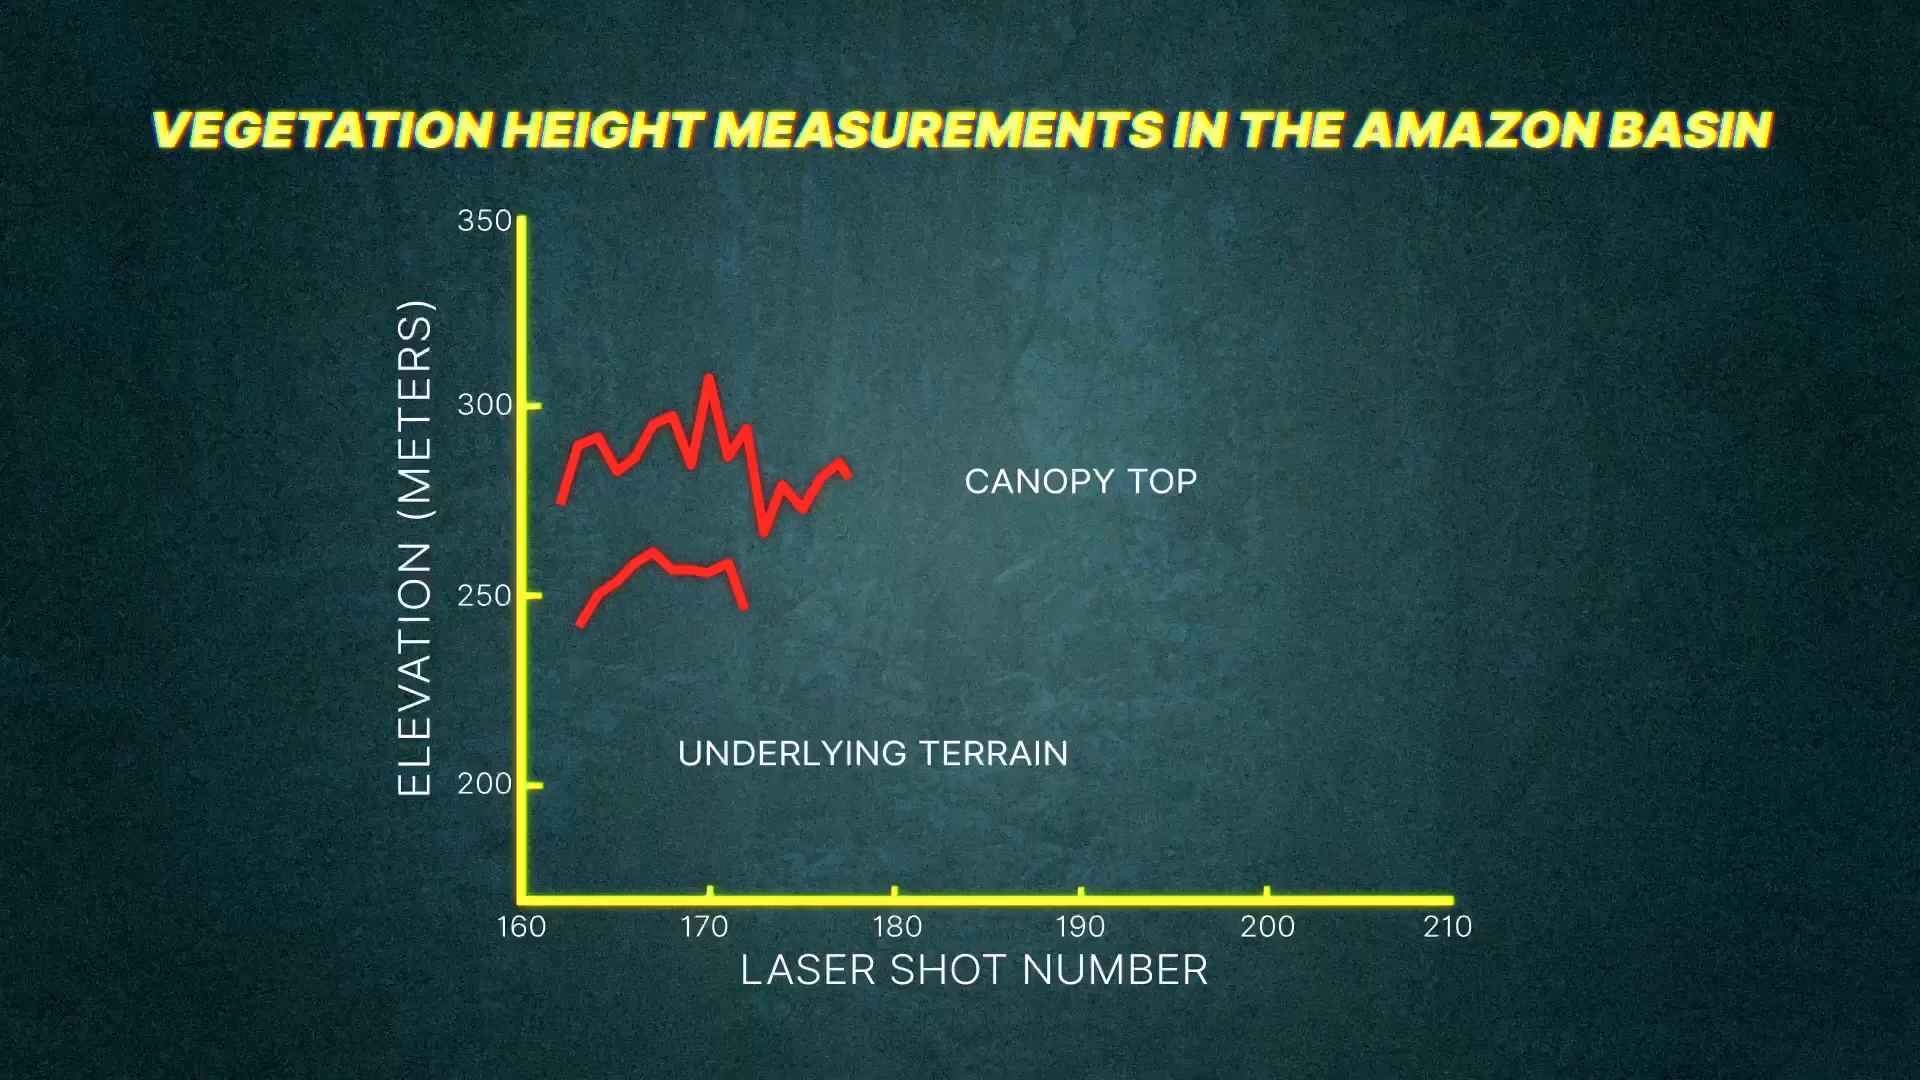 VEGETATION HEIGHT MEASUREMENTS IN THE AMAZON BASIN
350
300
250
200
ELEVATION (METERS)
CANOPY TOP
UNDERLYING TERRAIN
160 170 180 190 200 210
LASER SHOT NUMBER